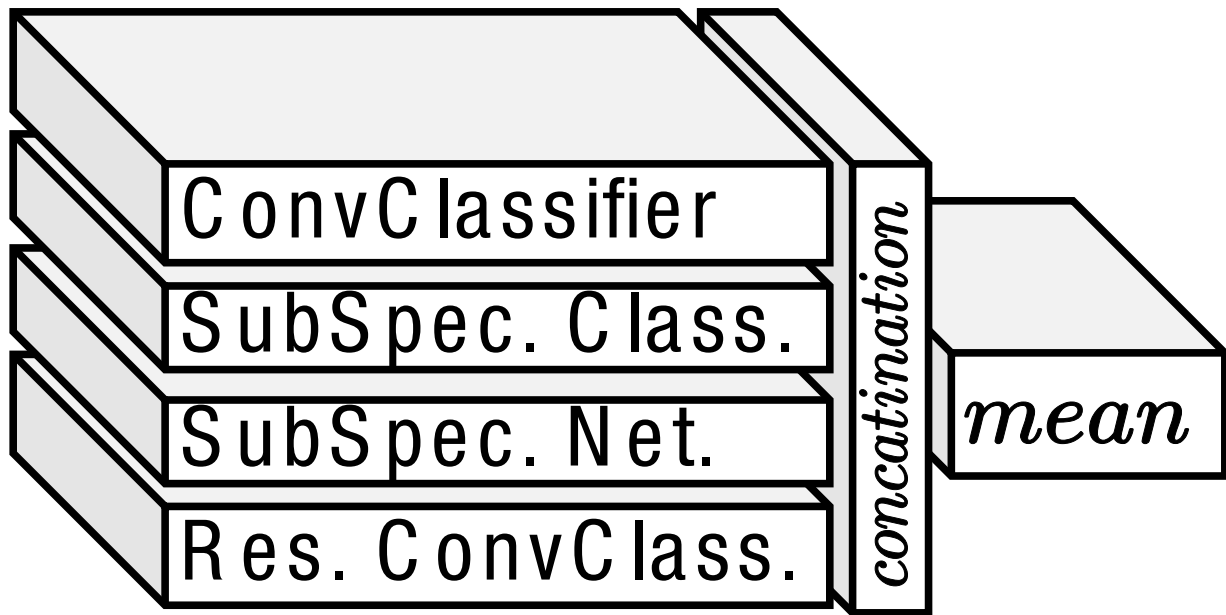 ConvClassifier
SubSpec. Class.
SubSpec. Net.
Res. ConvClass.
concatination
mean